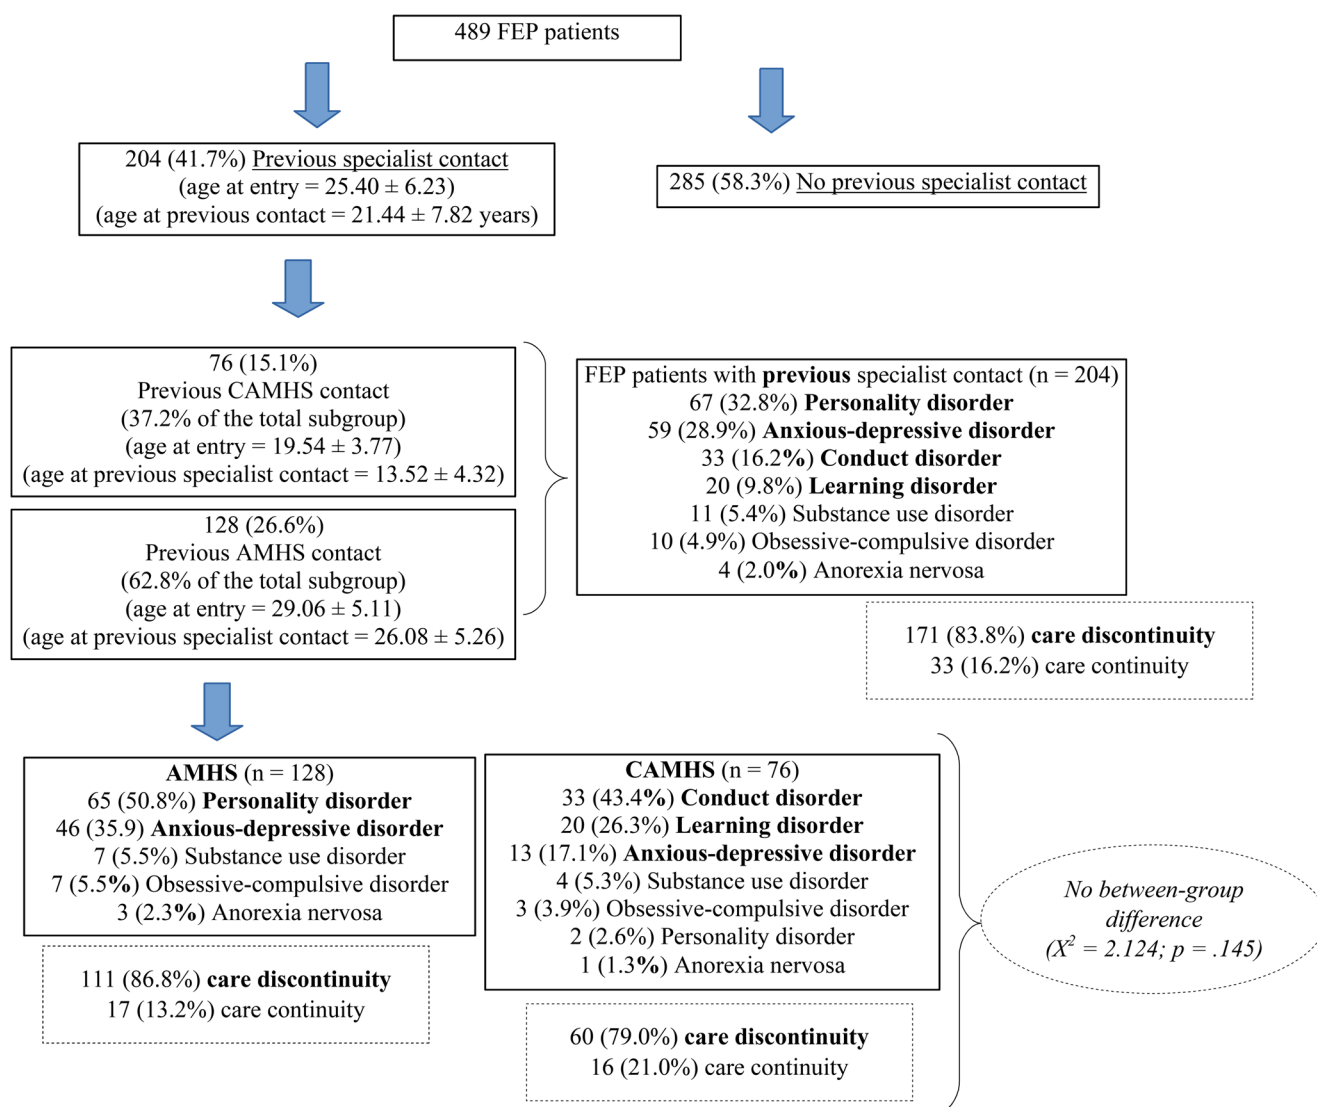 489 FEP patients
204 (41.7%) Previous specialist contact
(age at entry = 25.40 ± 6.23)
(age at previous contact = 21.44 ± 7.82 years)
285 (58.3%) No previous specialist contact
76 (15.1%)
Previous CAMHS contact
(37.2% of the total subgroup)
(age at entry = 19.54 ± 3.77)
(age at previous specialist contact = 13.52 ± 4.32)
128 (26.6%)
Previous AMHS contact
(62.8% of the total subgroup)
(age at entry = 29.06 ± 5.11)
(age at previous specialist contact = 26.08 ± 5.26)
FEP patients with previous specialist contact (n = 204)
67 (32.8%) Personality disorder
59 (28.9%) Anxious-depressive disorder
33 (16.2%) Conduct disorder
20 (9.8%) Learning disorder
11 (5.4%) Substance use disorder
10 (4.9%) Obsessive-compulsive disorder
4 (2.0%) Anorexia nervosa
171 (83.8%) care discontinuity
33 (16.2%) care continuity
AMHS (n = 128)
65 (50.8%) Personality disorder
46 (35.9) Anxious-depressive disorder
7 (5.5%) Substance use disorder
7 (5.5%) Obsessive-compulsive disorder
3 (2.3%) Anorexia nervosa
111 (86.8%) care discontinuity
17 (13.2%) care continuity
CAMHS (n = 76)
33 (43.4%) Conduct disorder
20 (26.3%) Learning disorder
13 (17.1%) Anxious-depressive disorder
4 (5.3%) Substance use disorder
3 (3.9%) Obsessive-compulsive disorder
2 (2.6%) Personality disorder
1 (1.3%) Anorexia nervosa
60 (79.0%) care discontinuity
16 (21.0%) care continuity
No between-group
difference
(X² = 2.124; p = .145)